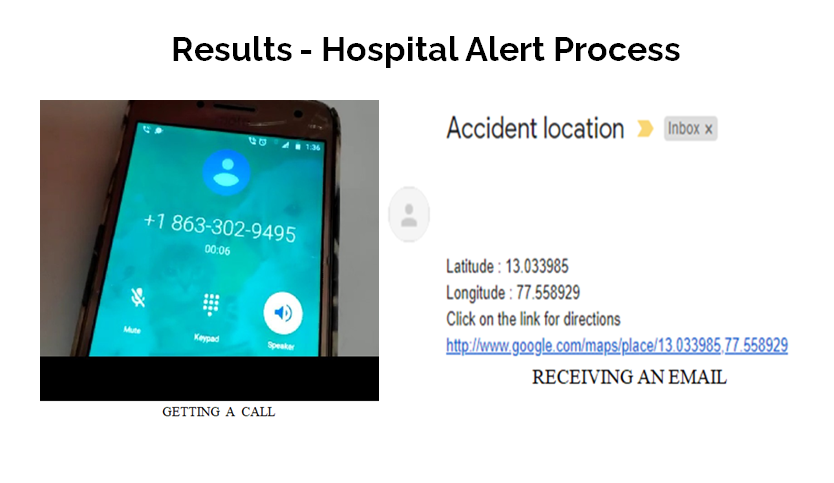 Results - Hospital Alert Process
1:36
+1 863-302-9495
00:06
Mute
Keypad
Speaker
GETTING A CALL
Accident location
Inbox x
Latitude : 13.033985
Longitude : 77.558929
Click on the link for directions
http://www.google.com/maps/place/13.033985,77.558929
RECEIVING AN EMAIL